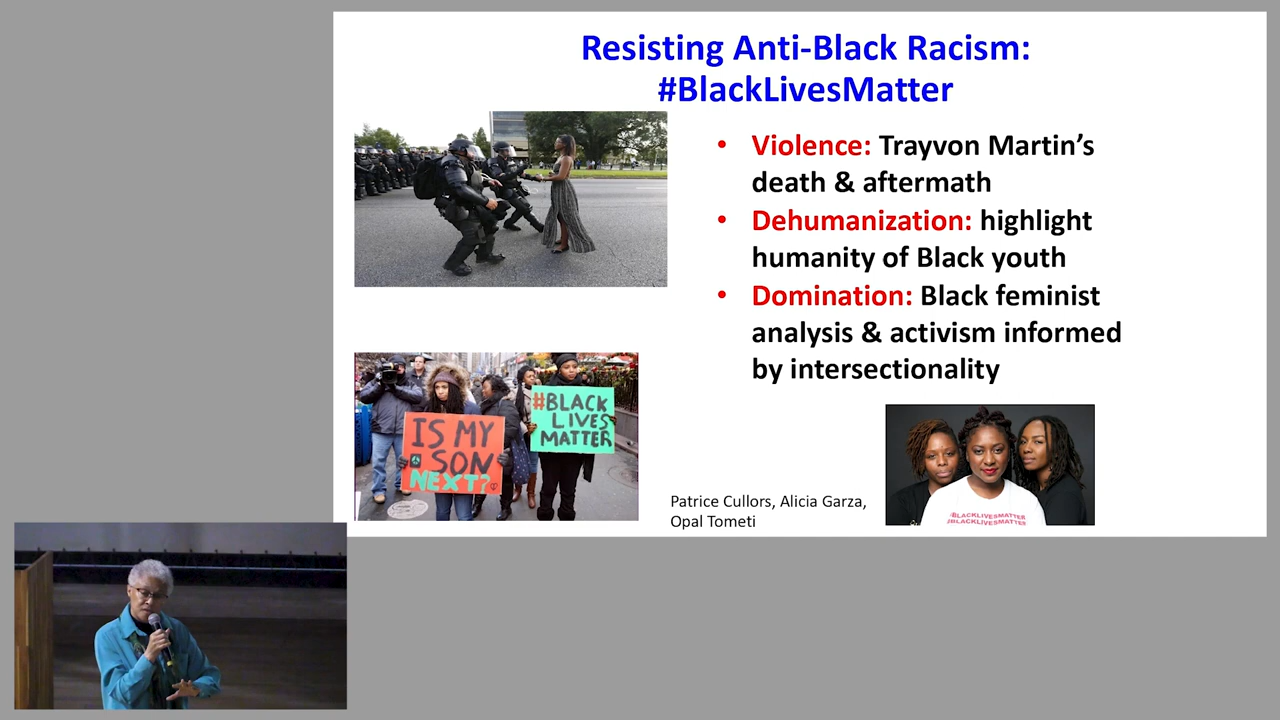 Resisting Anti-Black Racism:
#BlackLivesMatter
• Violence: Trayvon Martin’s
death & aftermath
• Dehumanization: highlight
humanity of Black youth
• Domination: Black feminist
analysis & activism informed
by intersectionality
IS MY
SON
NEXT?
#BLACK
LIVES
MATTER
Patrice Cullors, Alicia Garza,
Opal Tometi
#BLACKLIVESMATTER
#BLACKLIVESMATTER